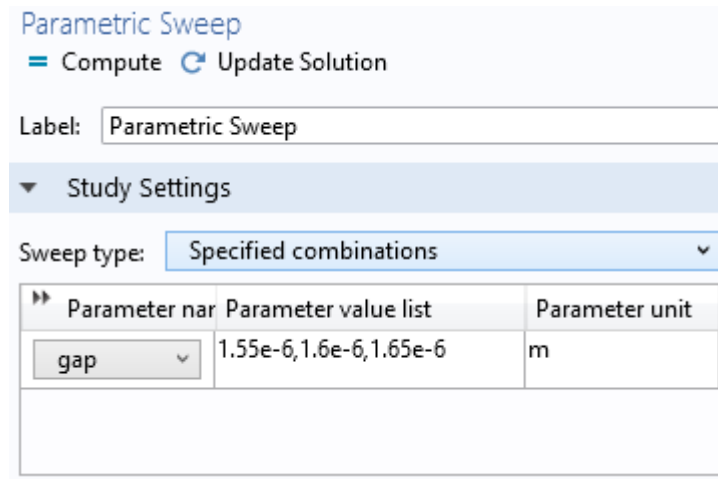 Parametric Sweep
= Compute Update Solution
Label: Parametric Sweep
Study Settings
Sweep type: Specified combinations
Parameter nar Parameter value list Parameter unit
gap 1.55e-6,1.6e-6,1.65e-6 m